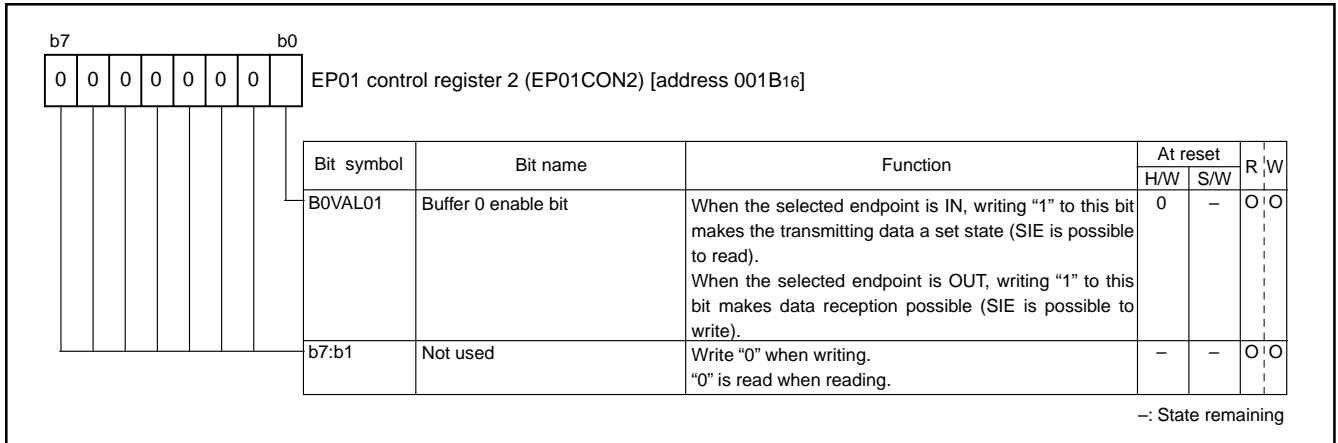 b7 b0
0 0 0 0 0 0 0
EP01 control register 2 (EP01CON2) [address 001B16]
Bit symbol Bit name Function At reset R W
H/W S/W
B0VAL01 Buffer 0 enable bit When the selected endpoint is IN, writing “1” to this bit 0 – O O
makes the transmitting data a set state (SIE is possible
to read).
When the selected endpoint is OUT, writing “1” to this
bit makes data reception possible (SIE is possible to
write).
b7:b1 Not used Write “0” when writing. – – O O
“0” is read when reading.
–: State remaining